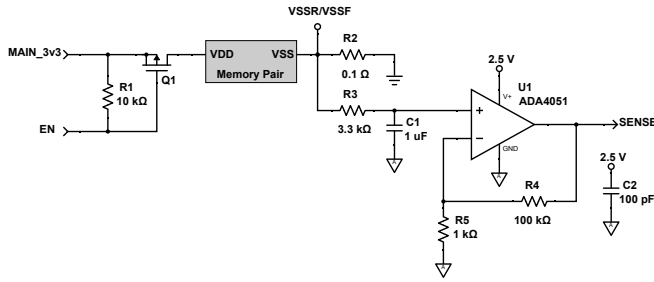 VSSR/VSSF
MAIN_3v3
R1
10 kΩ
EN
Q1
VDD
VSS
Memory Pair
R2
0.1 Ω
R3
3.3 kΩ
C1
1 uF
2.5 V
V+
U1
ADA4051
+
−
GND
SENSE
R4
100 kΩ
R5
1 kΩ
2.5 V
C2
100 pF